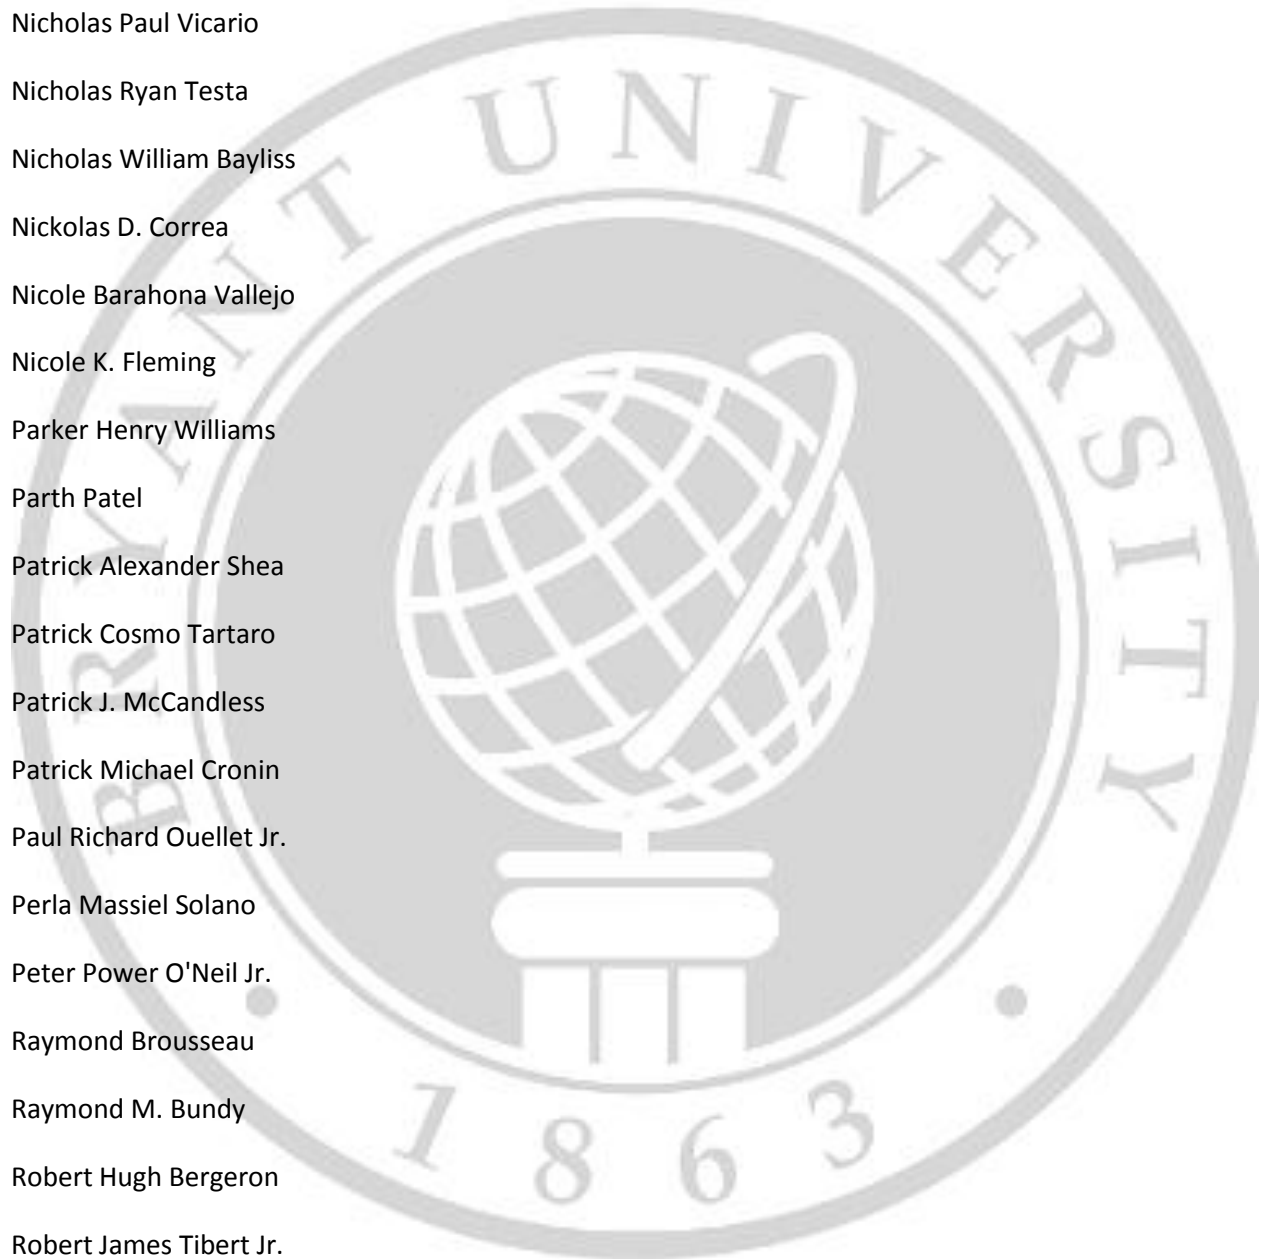 Nicholas Paul Vicario
Nicholas Ryan Testa
Nicholas William Bayliss
Nickolas D. Correa
Nicole Barahona Vallejo
Nicole K. Fleming
Parker Henry Williams
Parth Patel
Patrick Alexander Shea
Patrick Cosmo Tartaro
Patrick J. McCandless
Patrick Michael Cronin
Paul Richard Ouellet Jr.
Perla Massiel Solano
Peter Power O'Neil Jr.
Raymond Brousseau
Raymond M. Bundy
Robert Hugh Bergeron
Robert James Tibert Jr.
BRYANT UNIVERSITY
1863